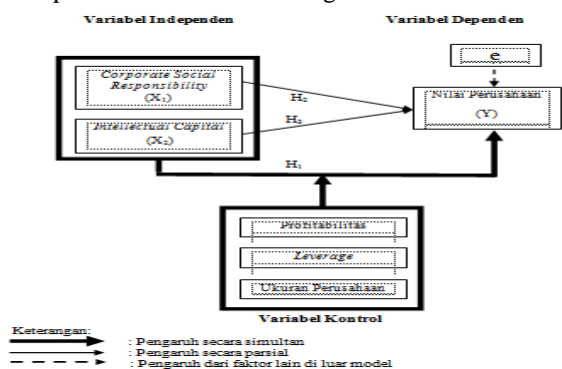 Variabel Independen
Variabel Dependen
e
Corporate Social
Responsibility
(X₁)
Nilai Perusahaan
(Y)
H₂
H₃
Intellectual Capital
(X₂)
H₁
Profitabilitas
Leverage
Ukuran Perusahaan
Variabel Kontrol
Keterangan:
: Pengaruh secara simultan
: Pengaruh secara parsial
: Pengaruh dari faktor lain di luar model